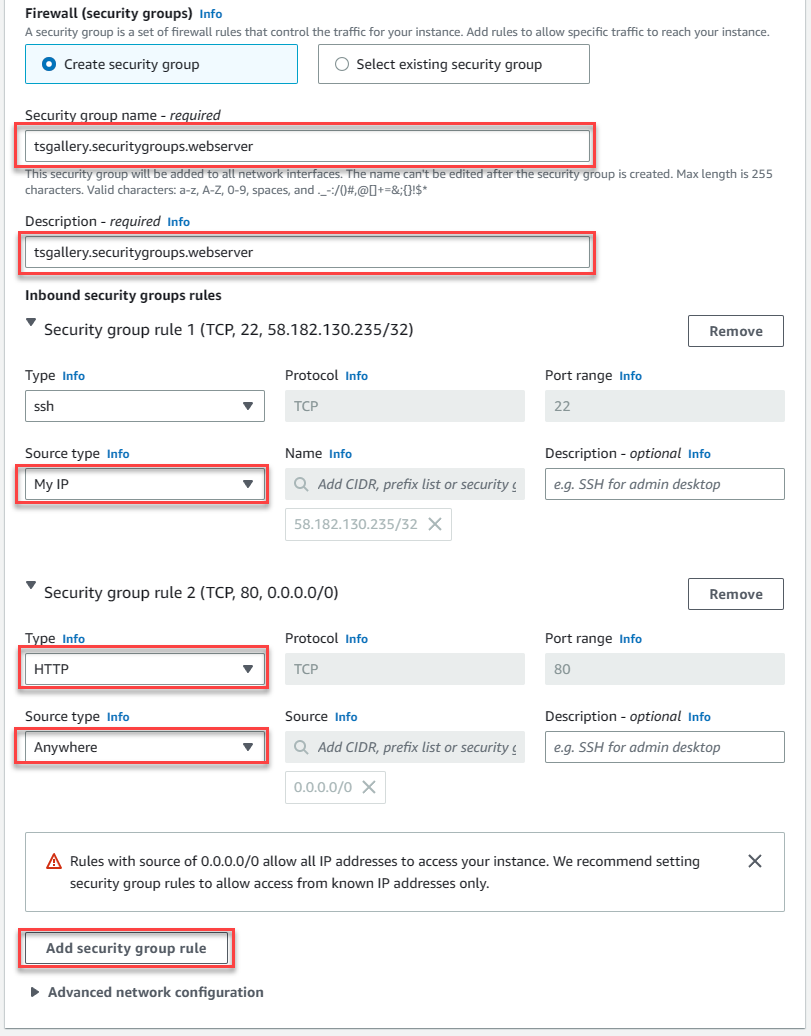 Firewall (security groups) Info
A security group is a set of firewall rules that control the traffic for your instance. Add rules to allow specific traffic to reach your instance.
Create security group
Select existing security group
Security group name - required
tsgallery.securitygroups.webserver
This security group will be added to all network interfaces. The name can't be edited after the security group is created. Max length is 255
characters. Valid characters: a-z, A-Z, 0-9, spaces, and ._-:/()#,@[]+=&;{}!$*
Description - required Info
tsgallery.securitygroups.webserver
Inbound security groups rules
Security group rule 1 (TCP, 22, 58.182.130.235/32)
Remove
Type Info
Protocol Info
Port range Info
ssh
TCP
22
Source type Info
Name Info
Description - optional Info
My IP
Add CIDR, prefix list or security g
e.g. SSH for admin desktop
58.182.130.235/32
Security group rule 2 (TCP, 80, 0.0.0.0/0)
Remove
Type Info
Protocol Info
Port range Info
HTTP
TCP
80
Source type Info
Source Info
Description - optional Info
Anywhere
Add CIDR, prefix list or security g
e.g. SSH for admin desktop
0.0.0.0/0
Rules with source of 0.0.0.0/0 allow all IP addresses to access your instance. We recommend setting
security group rules to allow access from known IP addresses only.
Add security group rule
Advanced network configuration